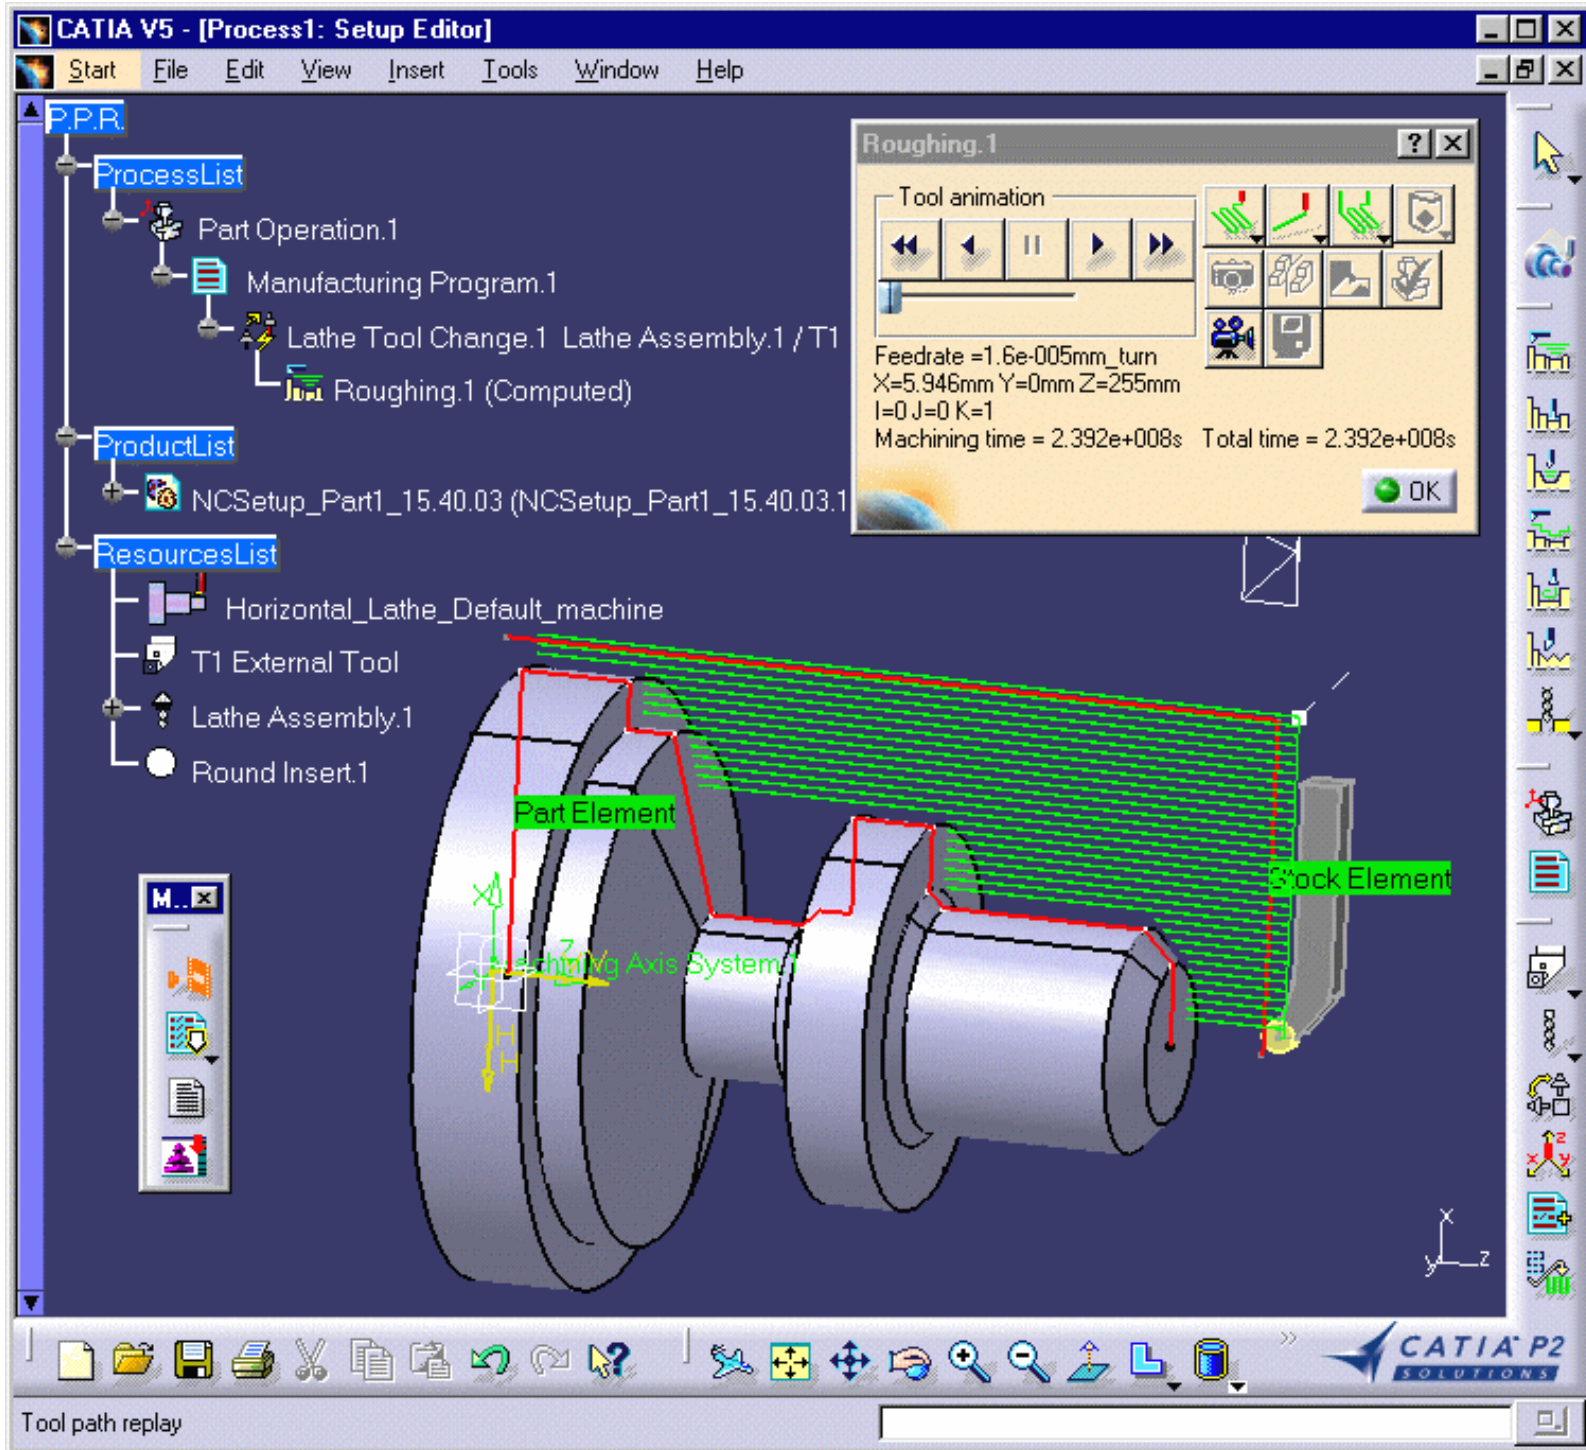 CATIA V5 - [Process1: Setup Editor]
Start File Edit View Insert Tools Window Help
P.P.R.
ProcessList
Part Operation.1
Manufacturing Program.1
Lathe Tool Change.1 Lathe Assembly.1 / T1
Roughing.1 (Computed)
ProductList
NCSetup_Part1_15.40.03 (NCSetup_Part1_15.40.03.1
ResourcesList
Horizontal_Lathe_Default_machine
T1 External Tool
Lathe Assembly.1
Round Insert.1
Roughing.1
Tool animation
Feedrate =1.6e-005mm_turn
X=5.946mm Y=0mm Z=255mm
I=0 J=0 K=1
Machining time = 2.392e+008s Total time = 2.392e+008s
OK
Part Element
Stock Element
X
Z
Machining Axis System.1
H
H
M..
x
y z
CATIA P2
SOLUTIONS
Tool path replay